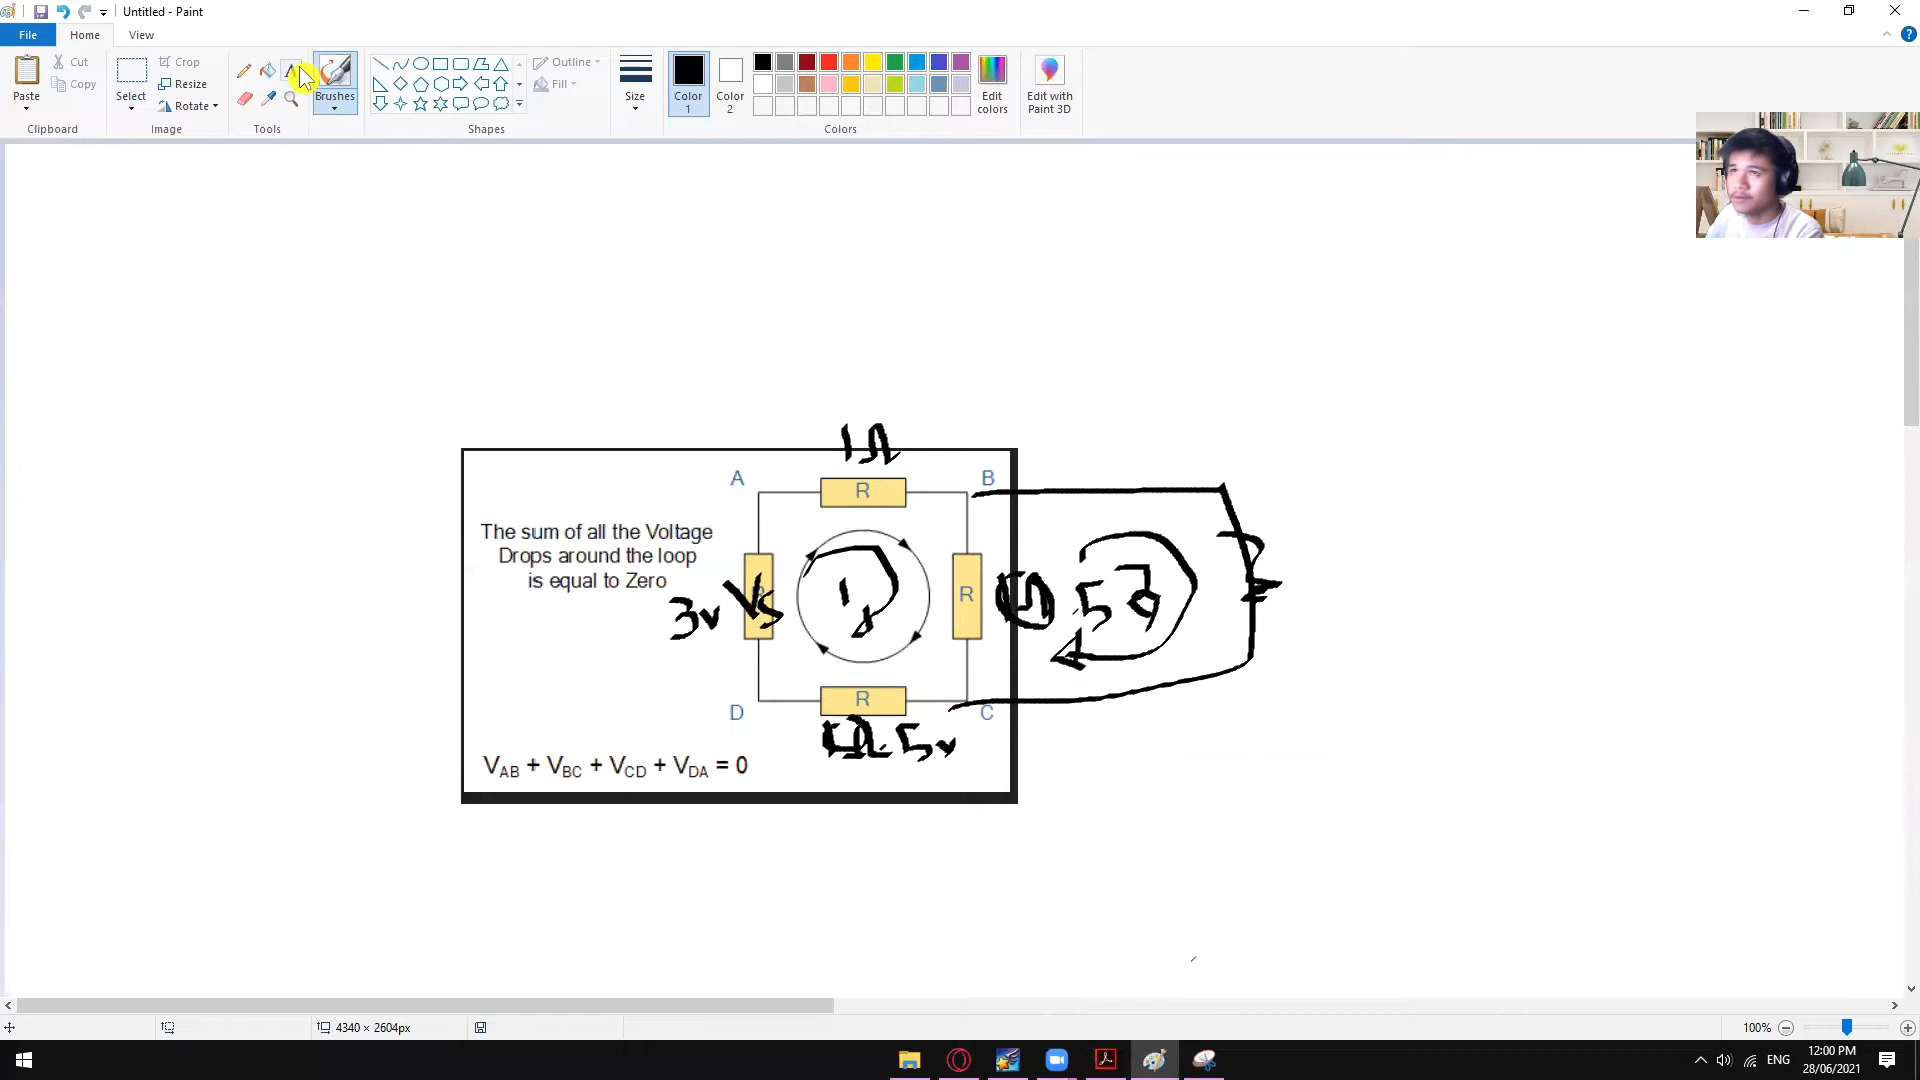 Untitled - Paint
File
Home
View
Paste
Cut
Copy
Clipboard
Select
Crop
Resize
Rotate
Image
A
Tools
Brushes
Outline
Fill
Shapes
Size
Color 1
Color 2
Edit colors
Colors
Edit with Paint 3D
1Ω
A
R
B
The sum of all the Voltage
Drops around the loop
is equal to Zero
3v
Vs
R
D
R
C
5v
VAB + VBC + VCD + VDA = 0
4340 × 2604px
100%
ENG
12:00 PM
28/06/2021